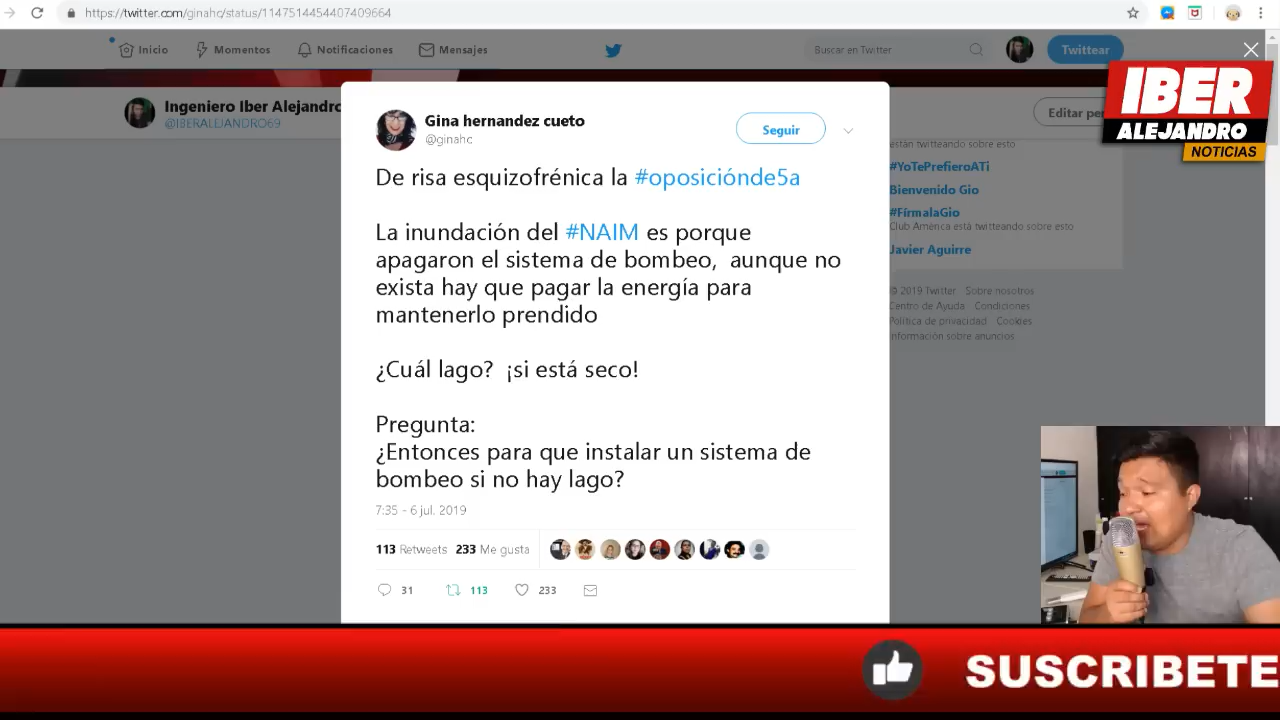 https://twitter.com/ginahc/status/1147514454407409664
Inicio
Momentos
Notificaciones
Mensajes
Buscar en Twitter
Twittear
Ingeniero Iber Alejandro
@IBERALEJANDRO69
Editar per
IBER
ALEJANDRO
NOTICIAS
Gina hernandez cueto
@ginahc
Seguir
De risa esquizofrénica la #oposiciónde5a
La inundación del #NAIM es porque
apagaron el sistema de bombeo, aunque no
exista hay que pagar la energía para
mantenerlo prendido
¿Cuál lago? ¡si está seco!
Pregunta:
¿Entonces para que instalar un sistema de
bombeo si no hay lago?
7:35 - 6 jul. 2019
113 Retweets 233 Me gusta
31
113
233
están twitteando sobre esto
#YoTePrefieroATi
Bienvenido Gio
#FírmalaGio
Club América está twitteando sobre esto
Javier Aguirre
© 2019 Twitter Sobre nosotros
Centro de Ayuda Condiciones
Política de privacidad Cookies
Información sobre anuncios
SUSCRIBETE